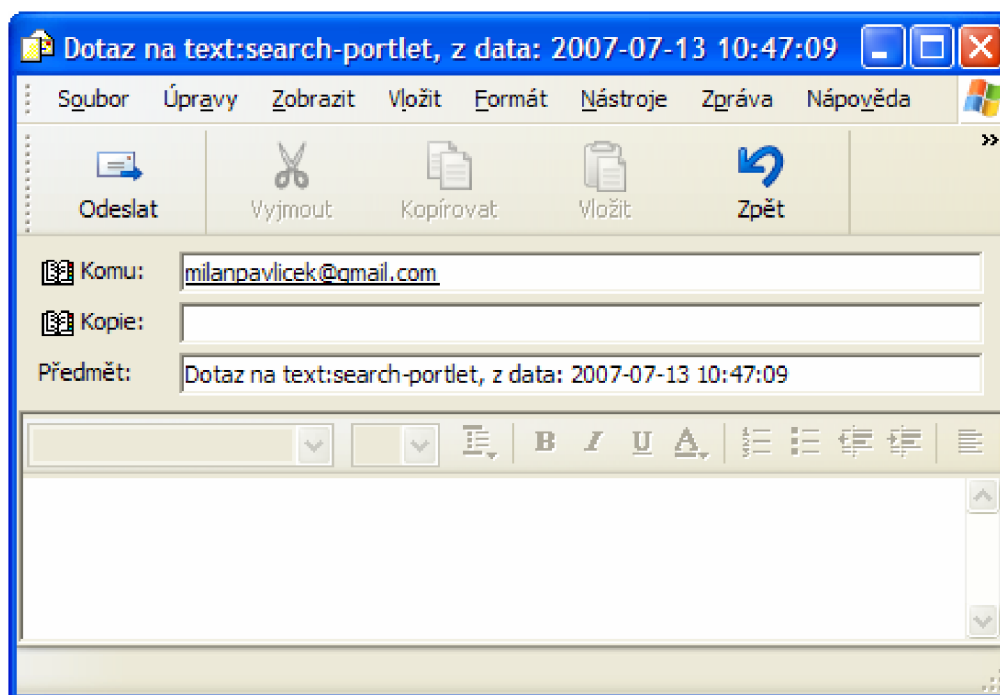 Dotaz na text:search-portlet, z data: 2007-07-13 10:47:09
Soubor Úpravy Zobrazit Vložit Formát Nástroje Zpráva Nápověda
Odeslat Vyjmout Kopírovat Vložit Zpět
Komu: milanpavlicek@gmail.com
Kopie:
Předmět: Dotaz na text:search-portlet, z data: 2007-07-13 10:47:09
B I U A